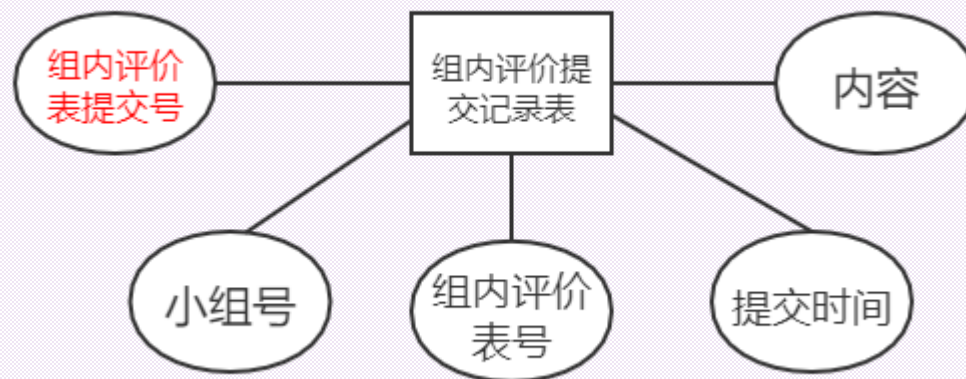 组内评价
表提交号
组内评价提
交记录表
内容
小组号
组内评价
表号
提交时间